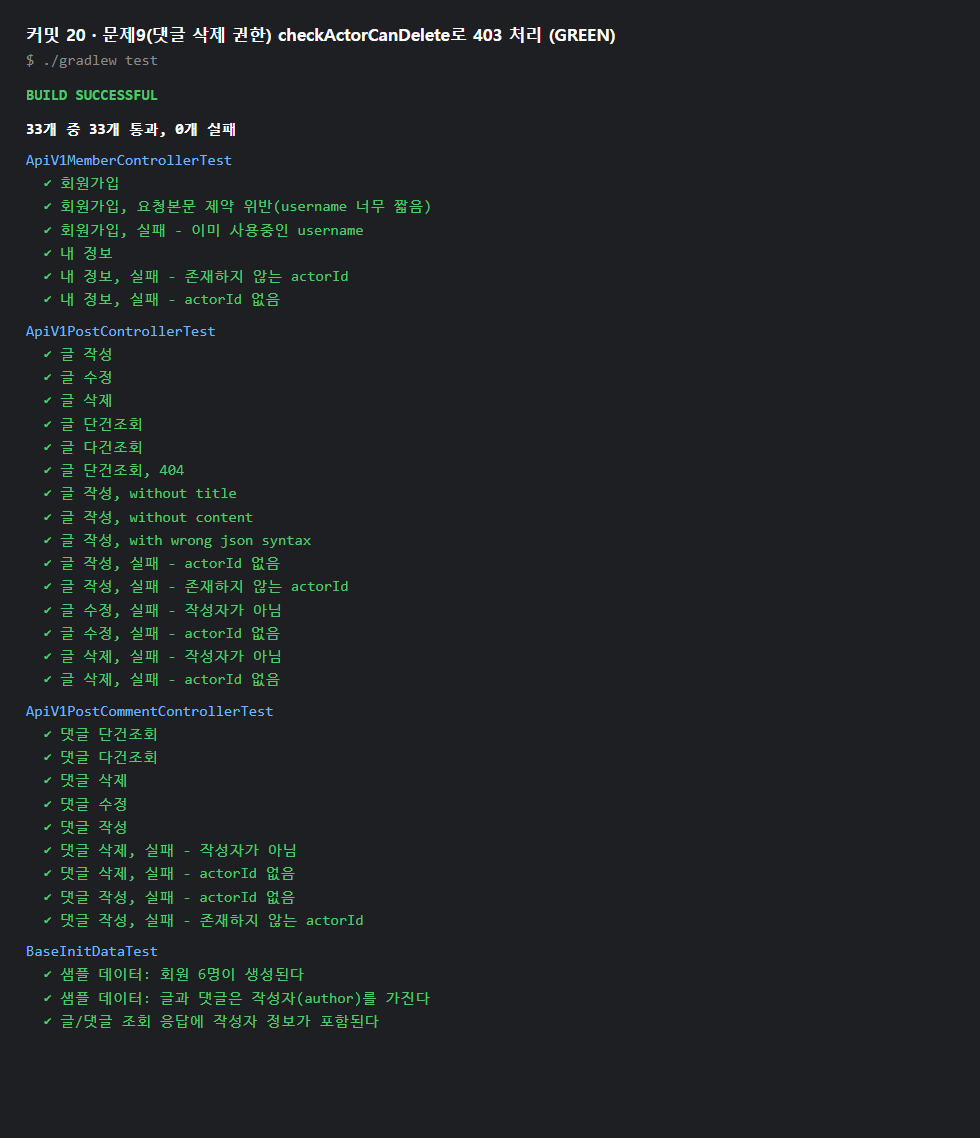 커밋 20 · 문제9(댓글 삭제 권한) checkActorCanDelete로 403 처리 (GREEN)
$ ./gradlew test
BUILD SUCCESSFUL
33개 중 33개 통과, 0개 실패
ApiV1MemberControllerTest
✔ 회원가입
✔ 회원가입, 요청본문 제약 위반(username 너무 짧음)
✔ 회원가입, 실패 - 이미 사용중인 username
✔ 내 정보
✔ 내 정보, 실패 - 존재하지 않는 actorId
✔ 내 정보, 실패 - actorId 없음
ApiV1PostControllerTest
✔ 글 작성
✔ 글 수정
✔ 글 삭제
✔ 글 단건조회
✔ 글 다건조회
✔ 글 단건조회, 404
✔ 글 작성, without title
✔ 글 작성, without content
✔ 글 작성, with wrong json syntax
✔ 글 작성, 실패 - actorId 없음
✔ 글 작성, 실패 - 존재하지 않는 actorId
✔ 글 수정, 실패 - 작성자가 아님
✔ 글 수정, 실패 - actorId 없음
✔ 글 삭제, 실패 - 작성자가 아님
✔ 글 삭제, 실패 - actorId 없음
ApiV1PostCommentControllerTest
✔ 댓글 단건조회
✔ 댓글 다건조회
✔ 댓글 삭제
✔ 댓글 수정
✔ 댓글 작성
✔ 댓글 삭제, 실패 - 작성자가 아님
✔ 댓글 삭제, 실패 - actorId 없음
✔ 댓글 작성, 실패 - actorId 없음
✔ 댓글 작성, 실패 - 존재하지 않는 actorId
BaseInitDataTest
✔ 샘플 데이터: 회원 6명이 생성된다
✔ 샘플 데이터: 글과 댓글은 작성자(author)를 가진다
✔ 글/댓글 조회 응답에 작성자 정보가 포함된다